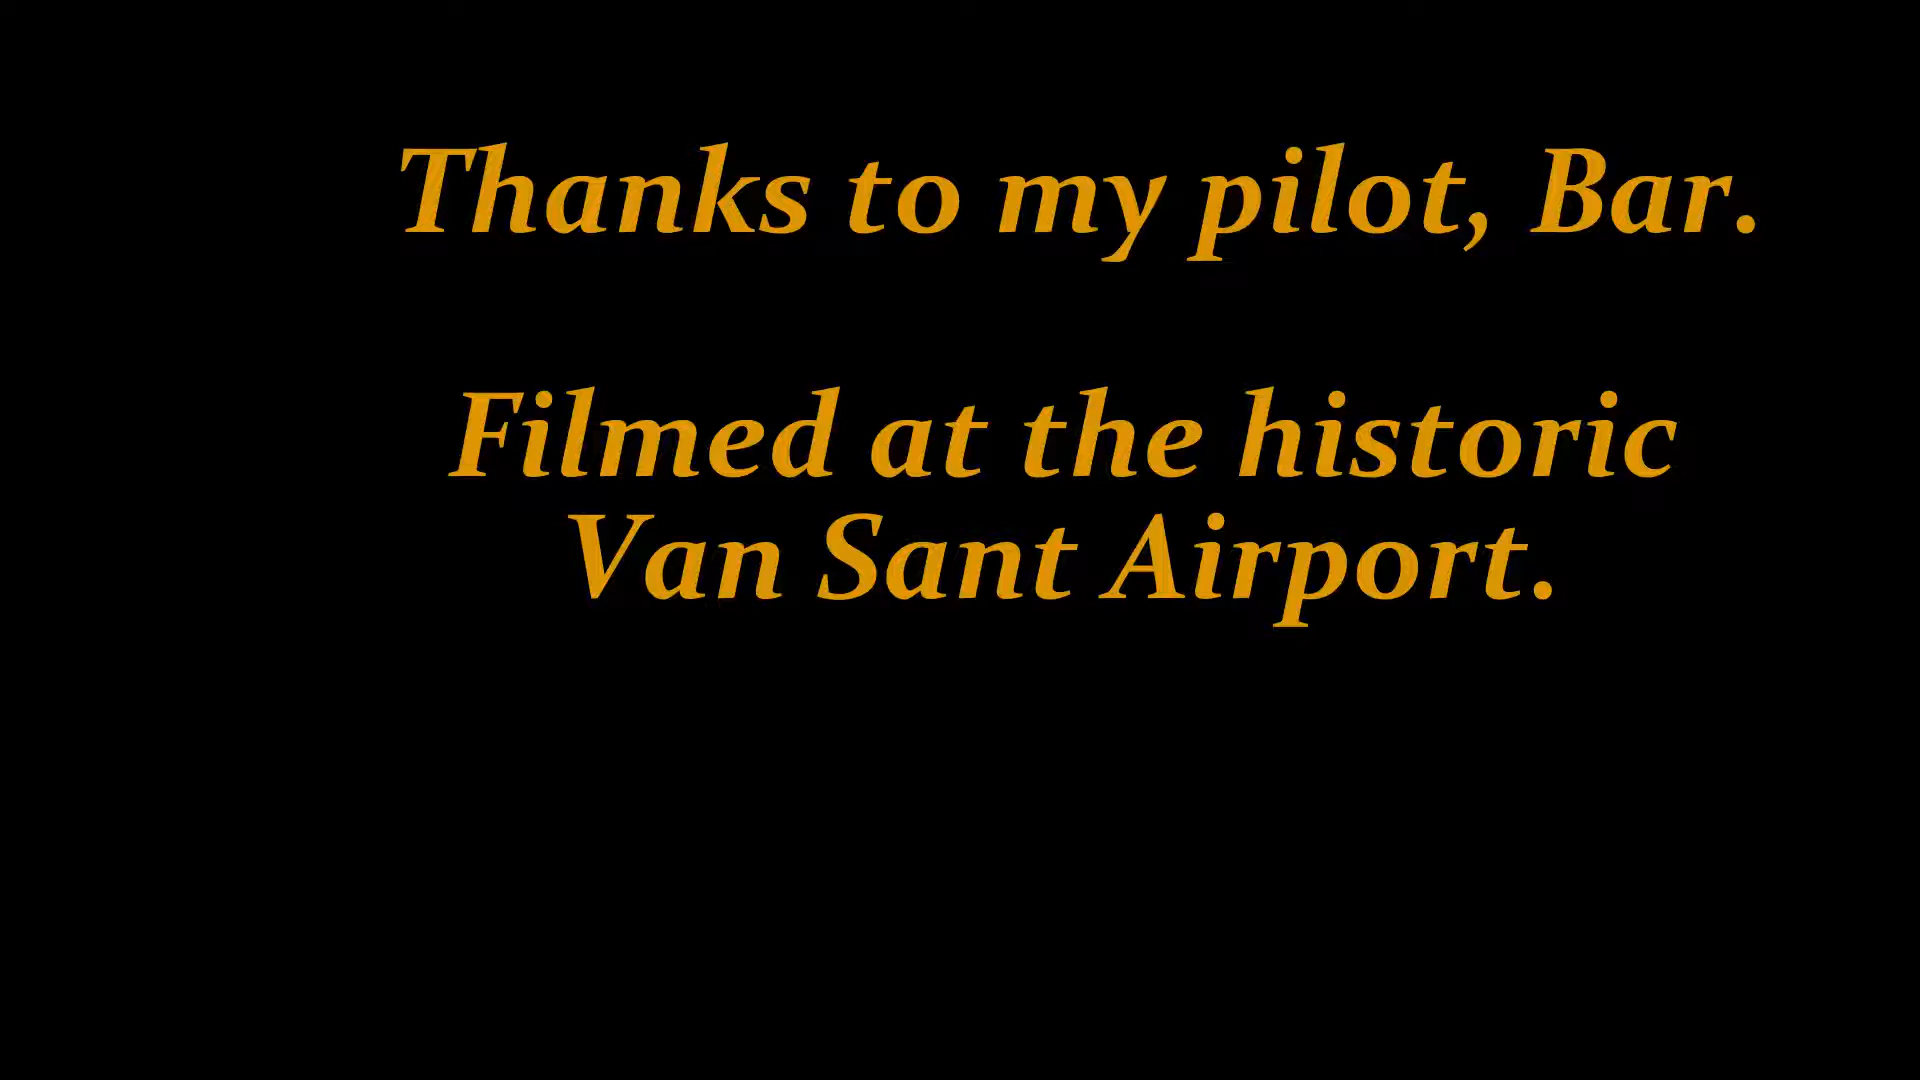 Thanks to my pilot, Bar.
Filmed at the historic
Van Sant Airport.